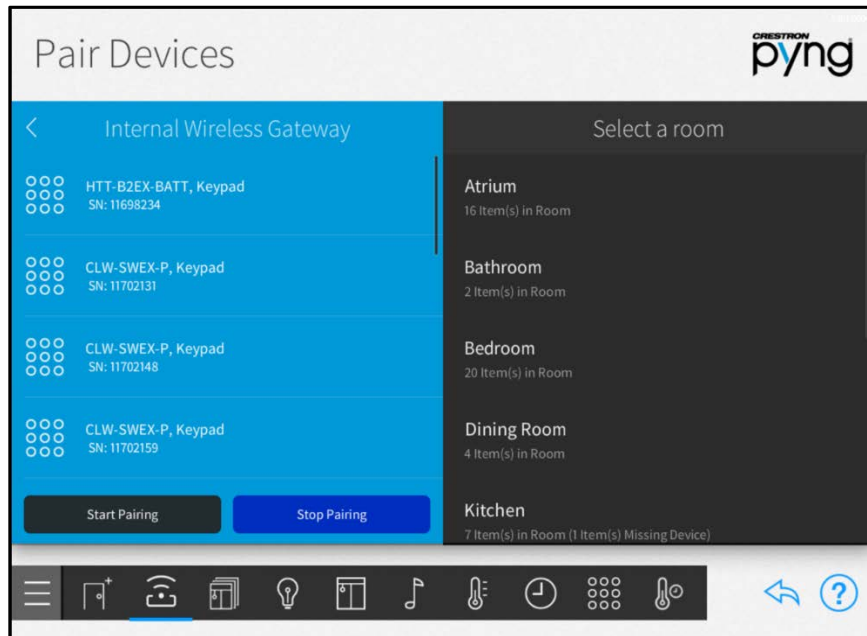 Pair Devices
CRESTRON
pyng
Internal Wireless Gateway
HTT-B2EX-BATT, Keypad
SN: 11698234
CLW-SWEX-P, Keypad
SN: 11702131
CLW-SWEX-P, Keypad
SN: 11702148
CLW-SWEX-P, Keypad
SN: 11702159
Start Pairing
Stop Pairing
Select a room
Atrium
16 Item(s) in Room
Bathroom
2 Item(s) in Room
Bedroom
20 Item(s) in Room
Dining Room
4 Item(s) in Room
Kitchen
7 Item(s) in Room (1 Item(s) Missing Device)
?